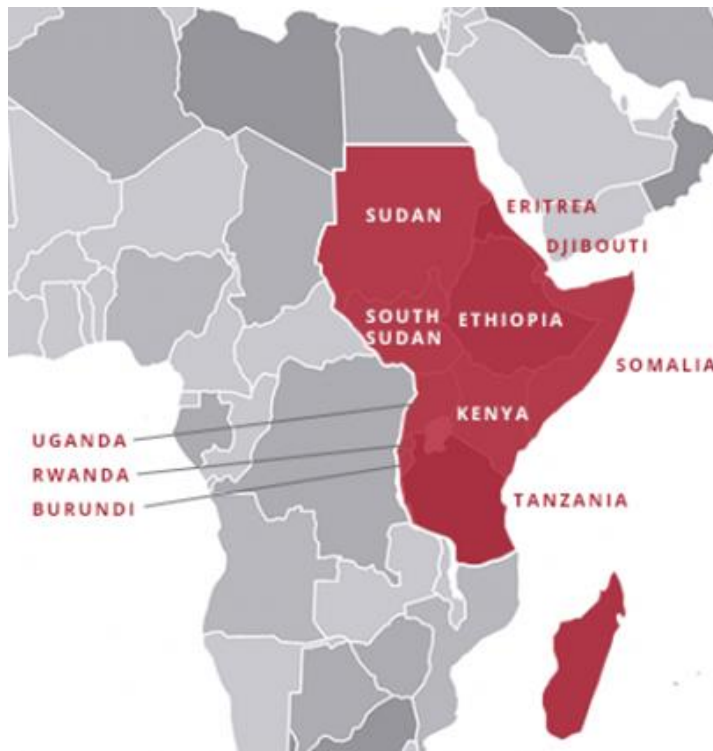 SUDAN
ERITREA
DJIBOUTI
SOUTH
SUDAN
ETHIOPIA
SOMALIA
KENYA
UGANDA
RWANDA
BURUNDI
TANZANIA